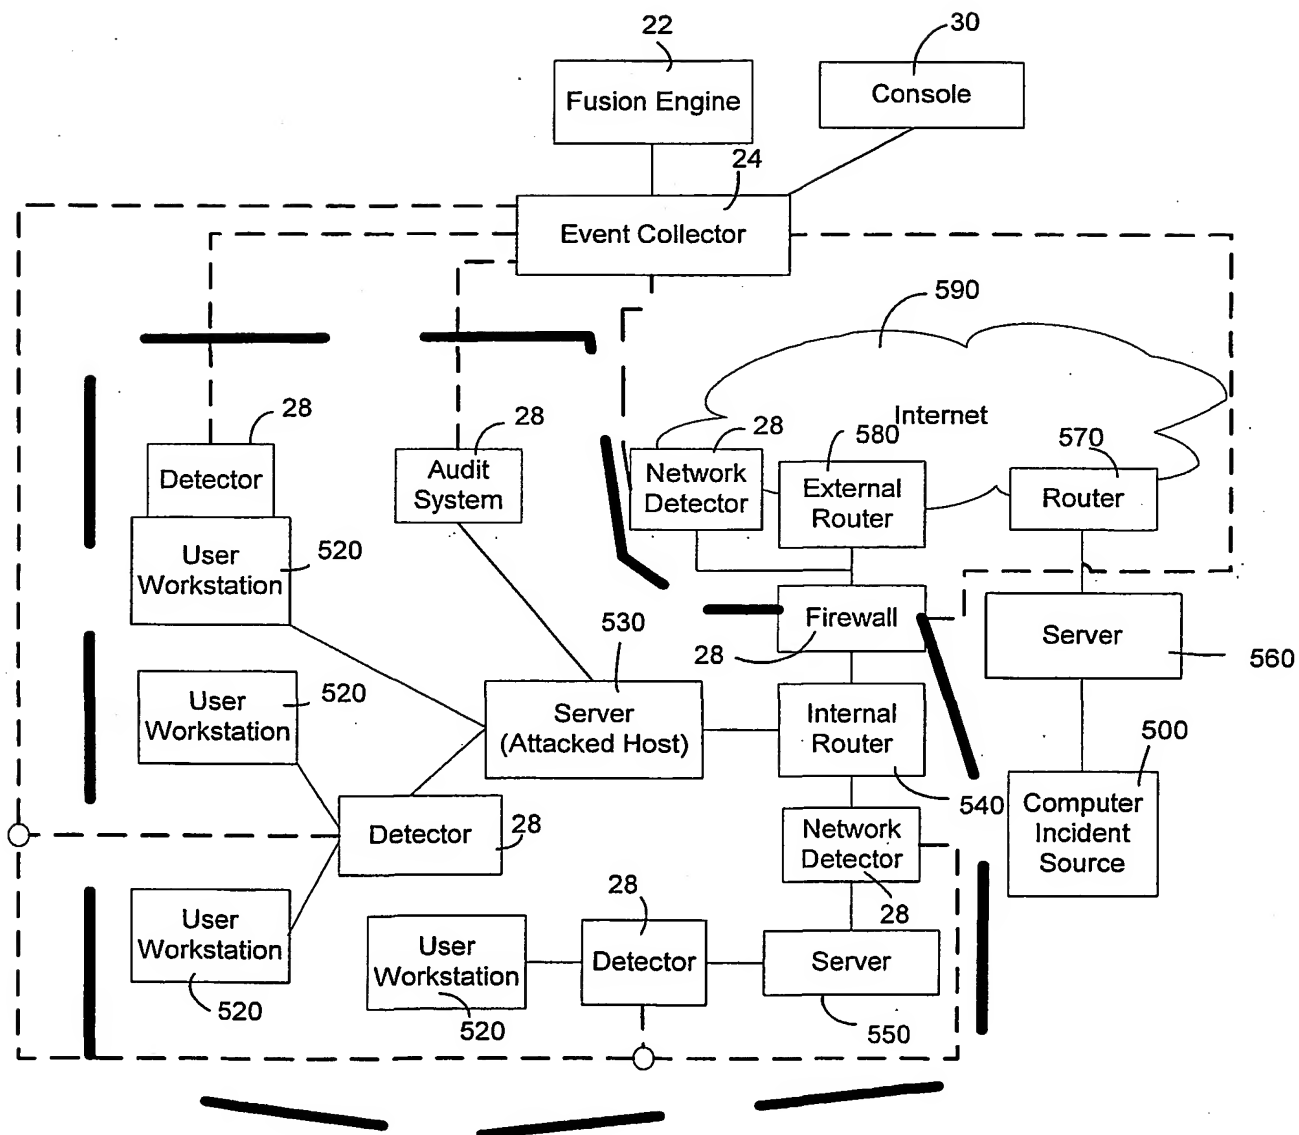 22
30
Fusion Engine
Console
24
Event Collector
590
Internet
28
Detector
28
Audit
System
28
Network
Detector
580
External
Router
570
Router
User
Workstation
520
Firewall
28
Server
560
530
Server
(Attacked Host)
User
Workstation
520
Internal
Router
540
500
Computer
Incident
Source
Detector
28
Network
Detector
28
User
Workstation
520
User
Workstation
520
28
Detector
Server
550